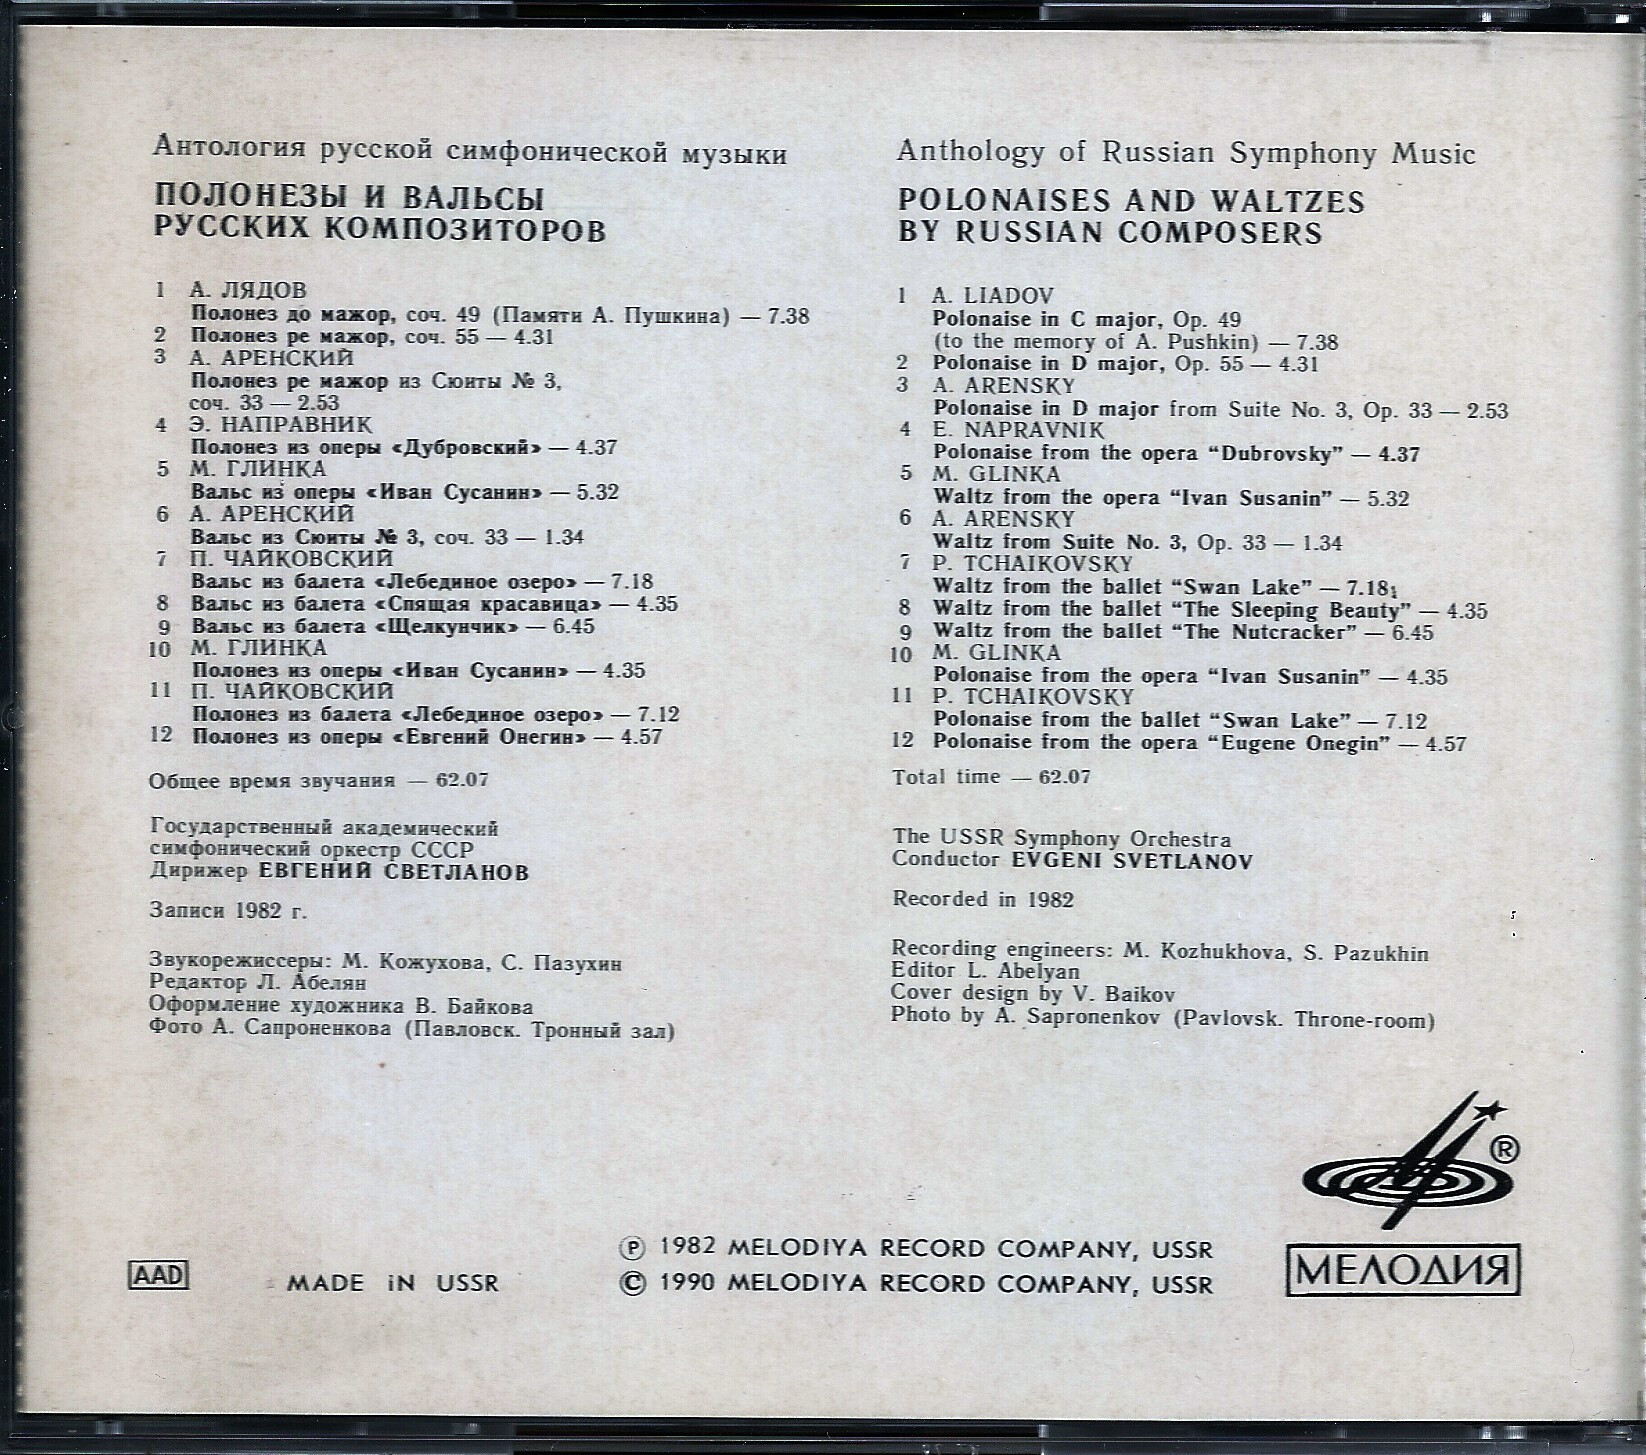 Антология русской симфонической музыки
ПОЛОНЕЗЫ И ВАЛЬСЫ
РУССКИХ КОМПОЗИТОРОВ
1 А. ЛЯДОВ
Полонез до мажор, соч. 49 (Памяти А. Пушкина) — 7.38
2 Полонез ре мажор, соч. 55 — 4.31
3 А. АРЕНСКИЙ
Полонез ре мажор из Сюиты № 3,
соч. 33 — 2.53
4 Э. НАПРАВНИК
Полонез из оперы «Дубровский» — 4.37
5 М. ГЛИНКА
Вальс из оперы «Иван Сусанин» — 5.32
6 А. АРЕНСКИЙ
Вальс из Сюиты № 3, соч. 33 — 1.34
7 П. ЧАЙКОВСКИЙ
Вальс из балета «Лебединое озеро» — 7.18
8 Вальс из балета «Спящая красавица» — 4.35
9 Вальс из балета «Щелкунчик» — 6.45
10 М. ГЛИНКА
Полонез из оперы «Иван Сусанин» — 4.35
11 П. ЧАЙКОВСКИЙ
Полонез из балета «Лебединое озеро» — 7.12
12 Полонез из оперы «Евгений Онегин» — 4.57
Общее время звучания — 62.07
Государственный академический
симфонический оркестр СССР
Дирижер ЕВГЕНИЙ СВЕТЛАНОВ
Записи 1982 г.
Звукорежиссеры: М. Кожухова, С. Пазухин
Редактор Л. Абелян
Оформление художника В. Байкова
Фото А. Сапроненкова (Павловск. Тронный зал)
Anthology of Russian Symphony Music
POLONAISES AND WALTZES
BY RUSSIAN COMPOSERS
1 A. LIADOV
Polonaise in C major, Op. 49
(to the memory of A. Pushkin) — 7.38
2 Polonaise in D major, Op. 55 — 4.31
3 A. ARENSKY
Polonaise in D major from Suite No. 3, Op. 33 — 2.53
4 E. NAPRAVNIK
Polonaise from the opera “Dubrovsky” — 4.37
5 M. GLINKA
Waltz from the opera “Ivan Susanin” — 5.32
6 A. ARENSKY
Waltz from Suite No. 3, Op. 33 — 1.34
7 P. TCHAIKOVSKY
Waltz from the ballet “Swan Lake” — 7.18
8 Waltz from the ballet “The Sleeping Beauty” — 4.35
9 Waltz from the ballet “The Nutcracker” — 6.45
10 M. GLINKA
Polonaise from the opera “Ivan Susanin” — 4.35
11 P. TCHAIKOVSKY
Polonaise from the ballet “Swan Lake” — 7.12
12 Polonaise from the opera “Eugene Onegin” — 4.57
Total time — 62.07
The USSR Symphony Orchestra
Conductor EVGENI SVETLANOV
Recorded in 1982
Recording engineers: M. Kozhukhova, S. Pazukhin
Editor L. Abelyan
Cover design by V. Baikov
Photo by A. Sapronenkov (Pavlovsk. Throne-room)
®
МЕЛОДИЯ
AAD
MADE iN USSR
℗ 1982 MELODIYA RECORD COMPANY, USSR
© 1990 MELODIYA RECORD COMPANY, USSR